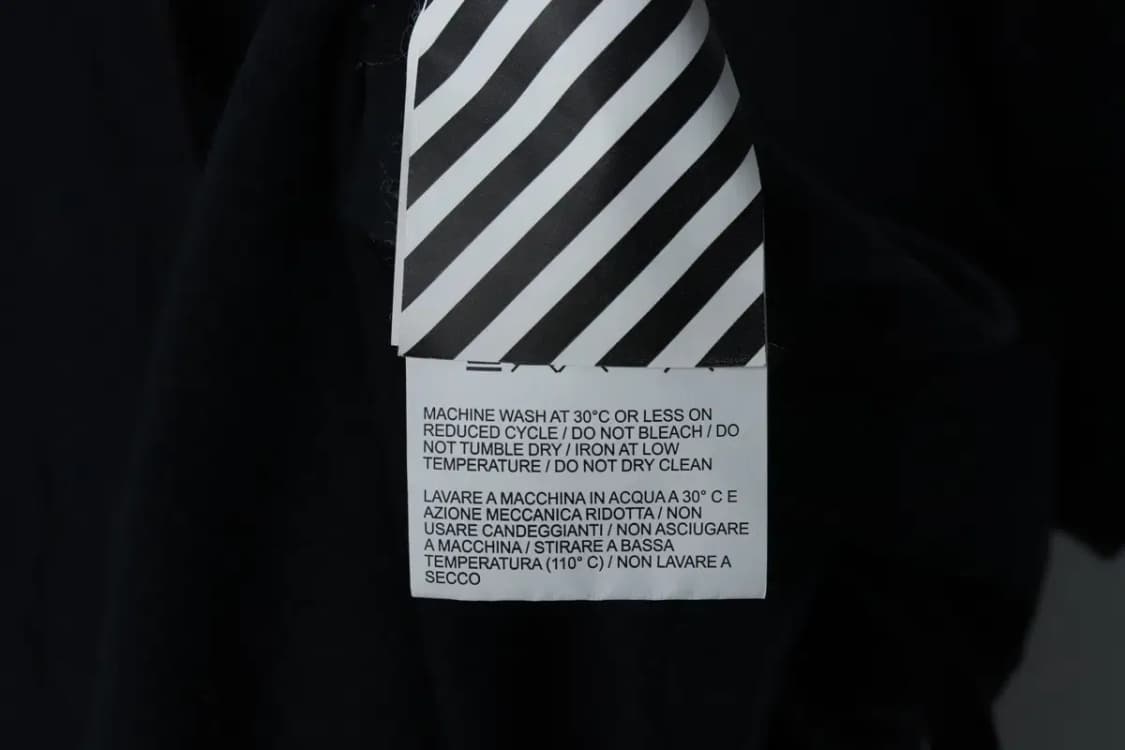 MACHINE WASH AT 30°C OR LESS ON
REDUCED CYCLE / DO NOT BLEACH / DO
NOT TUMBLE DRY / IRON AT LOW
TEMPERATURE / DO NOT DRY CLEAN
LAVARE A MACCHINA IN ACQUA A 30° C E
AZIONE MECCANICA RIDOTTA / NON
USARE CANDEGGIANTI / NON ASCIUGARE
A MACCHINA / STIRARE A BASSA
TEMPERATURA (110° C) / NON LAVARE A
SECCO